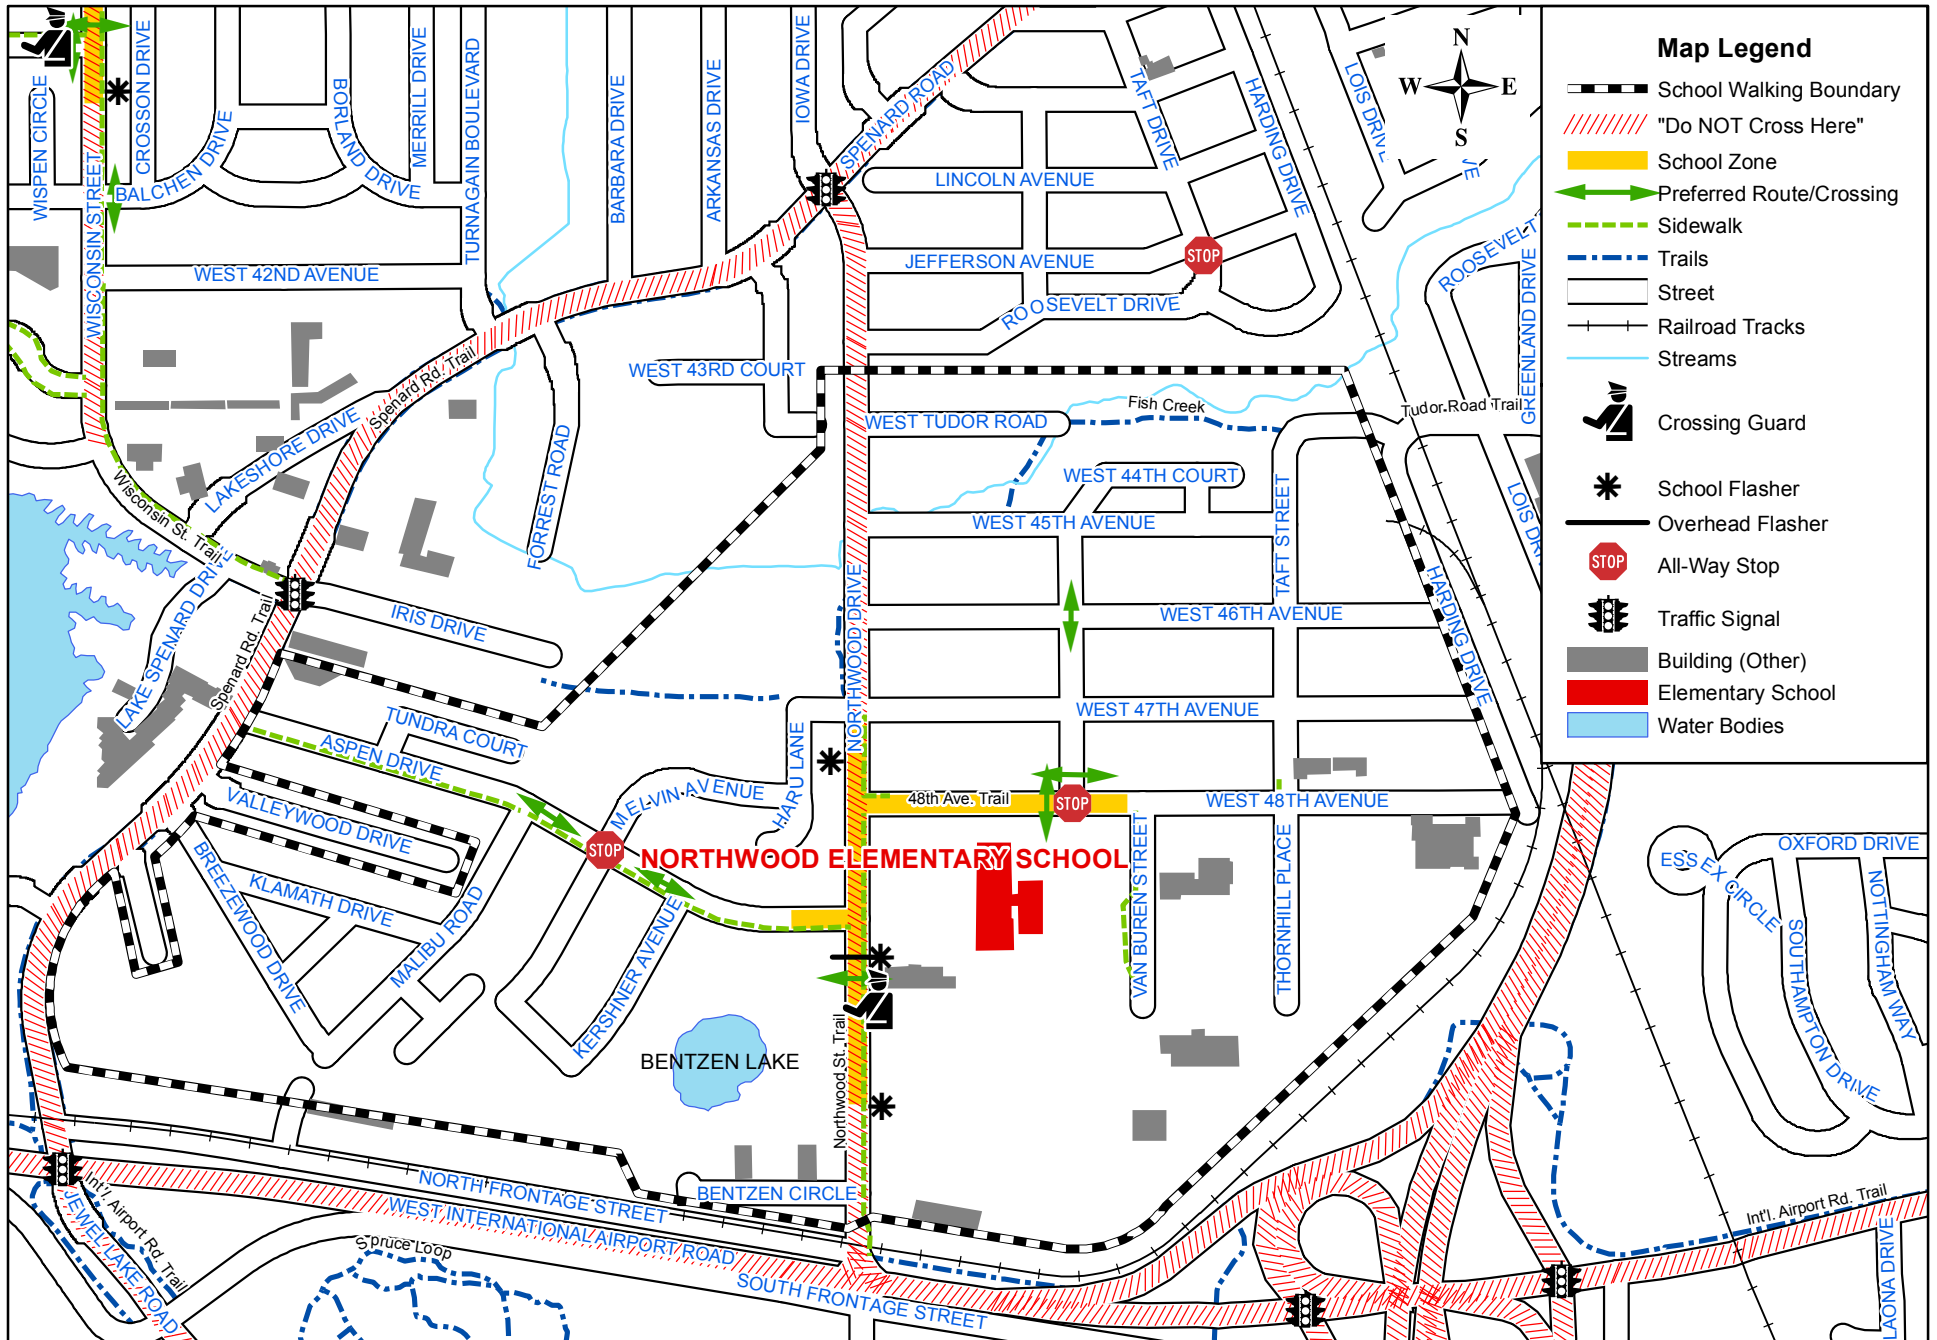 Map Legend
School Walking Boundary
"Do NOT Cross Here"
School Zone
Preferred Route/Crossing
Sidewalk
Trails
Street
Railroad Tracks
Streams
Crossing Guard
School Flasher
Overhead Flasher
STOP
All-Way Stop
Traffic Signal
Building (Other)
Elementary School
Water Bodies
N
W
E
S
WISPEN CIRCLE
WISCONSIN STREET
CROSSON DRIVE
BALCHEN DRIVE
BORLAND DRIVE
MERRILL DRIVE
TURNAGAIN BOULEVARD
BARBARA DRIVE
ARKANSAS DRIVE
IOWA DRIVE
SPENARD ROAD
TAFT DRIVE
HARDING DRIVE
LOIS DRIVE
LINCOLN AVENUE
JEFFERSON AVENUE
STOP
ROOSEVELT DRIVE
ROOSEVELT
GREENLAND DRIVE
WEST 42ND AVENUE
WEST 43RD COURT
Spenard Rd. Trail
LAKESHORE DRIVE
FORREST ROAD
WEST TUDOR ROAD
Fish Creek
Tudor Road Trail
WEST 44TH COURT
WEST 45TH AVENUE
TAFT STREET
LOIS DRI
Wisconsin St. Trail
LAKE SPENARD DRIVE
Spenard Rd. Trail
IRIS DRIVE
NORTHWOOD DRIVE
WEST 46TH AVENUE
HARDING DRIVE
WEST 47TH AVENUE
TUNDRA COURT
ASPEN DRIVE
HARU LANE
MELVIN AVENUE
VALLEYWOOD DRIVE
48th Ave. Trail
STOP
WEST 48TH AVENUE
STOP
NORTHWOOD ELEMENTARY SCHOOL
BREEZEWOOD DRIVE
KLAMATH DRIVE
MALIBU ROAD
KERSHNER AVENUE
VAN BUREN STREET
THORNHILL PLACE
OXFORD DRIVE
ESSEX CIRCLE
SOUTHAMPTON DRIVE
NOTTINGHAM WAY
BENTZEN LAKE
Northwood St. Trail
BENTZEN CIRCLE
NORTH FRONTAGE STREET
WEST INTERNATIONAL AIRPORT ROAD
SOUTH FRONTAGE STREET
Int'l. Airport Rd. Trail
JEWEL LAKE ROAD
Spruce Loop
Int'l. Airport Rd. Trail
LAONA DRIVE